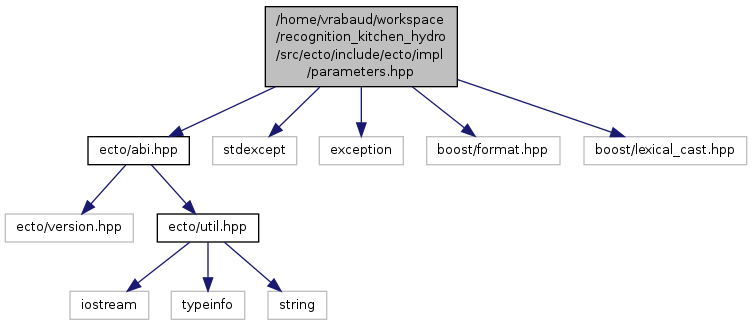 /home/vrabaud/workspace
/recognition_kitchen_hydro
/src/ecto/include/ecto/impl
/parameters.hpp
ecto/abi.hpp
stdexcept
exception
boost/format.hpp
boost/lexical_cast.hpp
ecto/version.hpp
ecto/util.hpp
iostream
typeinfo
string